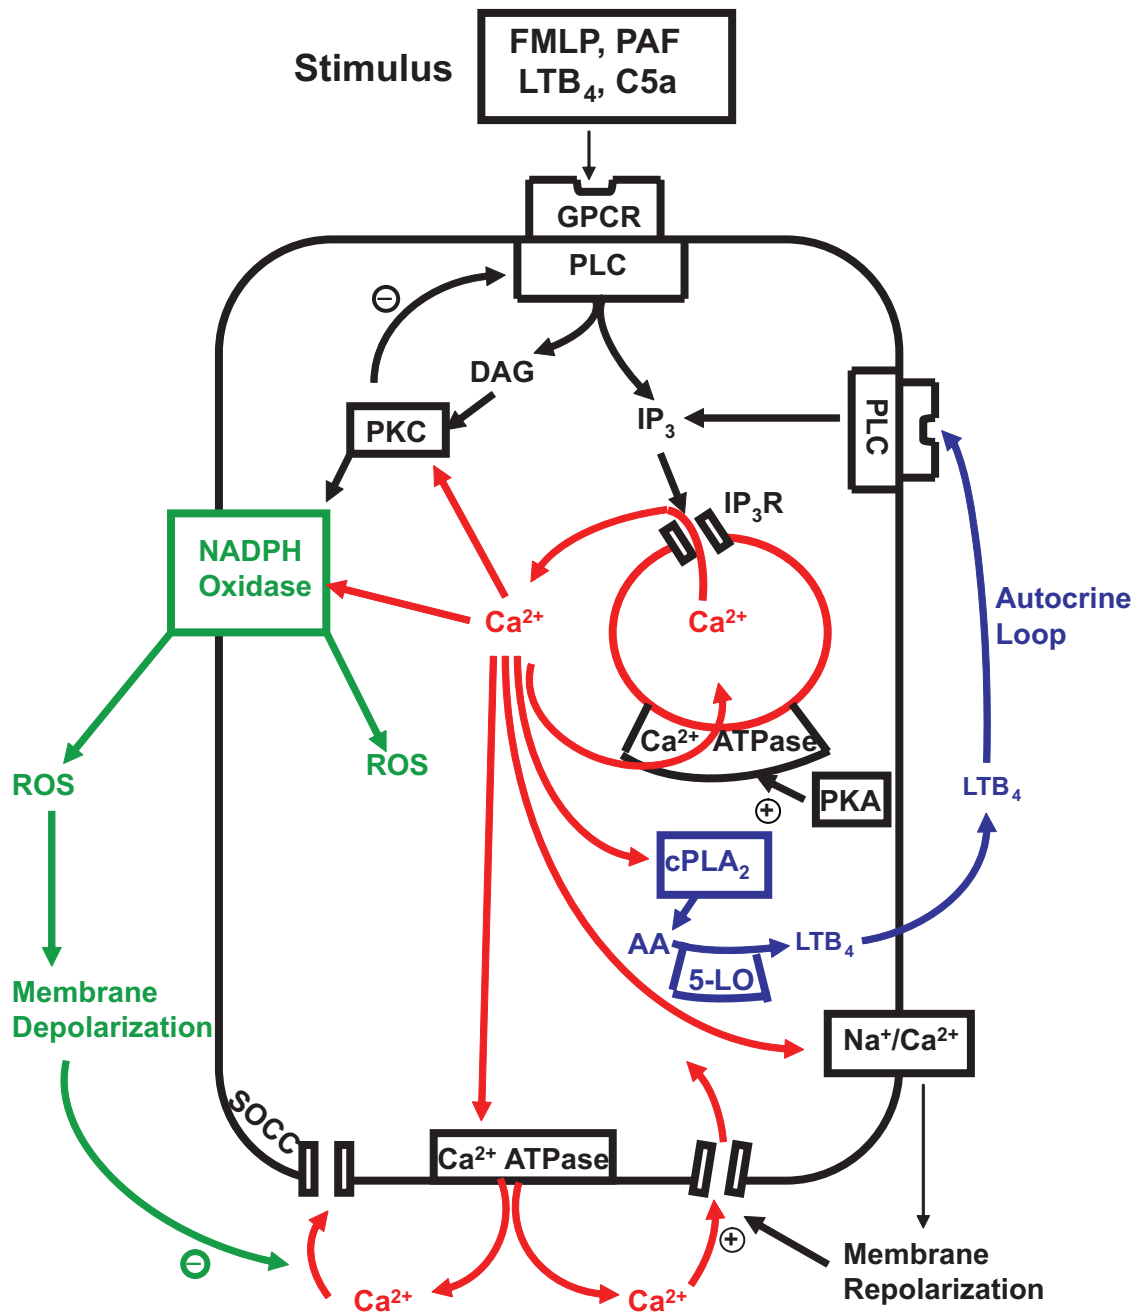 Stimulus
FMLP, PAF
LTB4, C5a
GPCR
PLC
−
DAG
PKC
IP3
PLC
IP3R
NADPH
Oxidase
Ca2+
Ca2+
Autocrine
Loop
Ca2+ ATPase
ROS
ROS
PKA
+
LTB4
cPLA2
AA
LTB4
5-LO
Membrane
Depolarization
Na+/Ca2+
SOCC
Ca2+ ATPase
+
−
Membrane
Repolarization
Ca2+
Ca2+